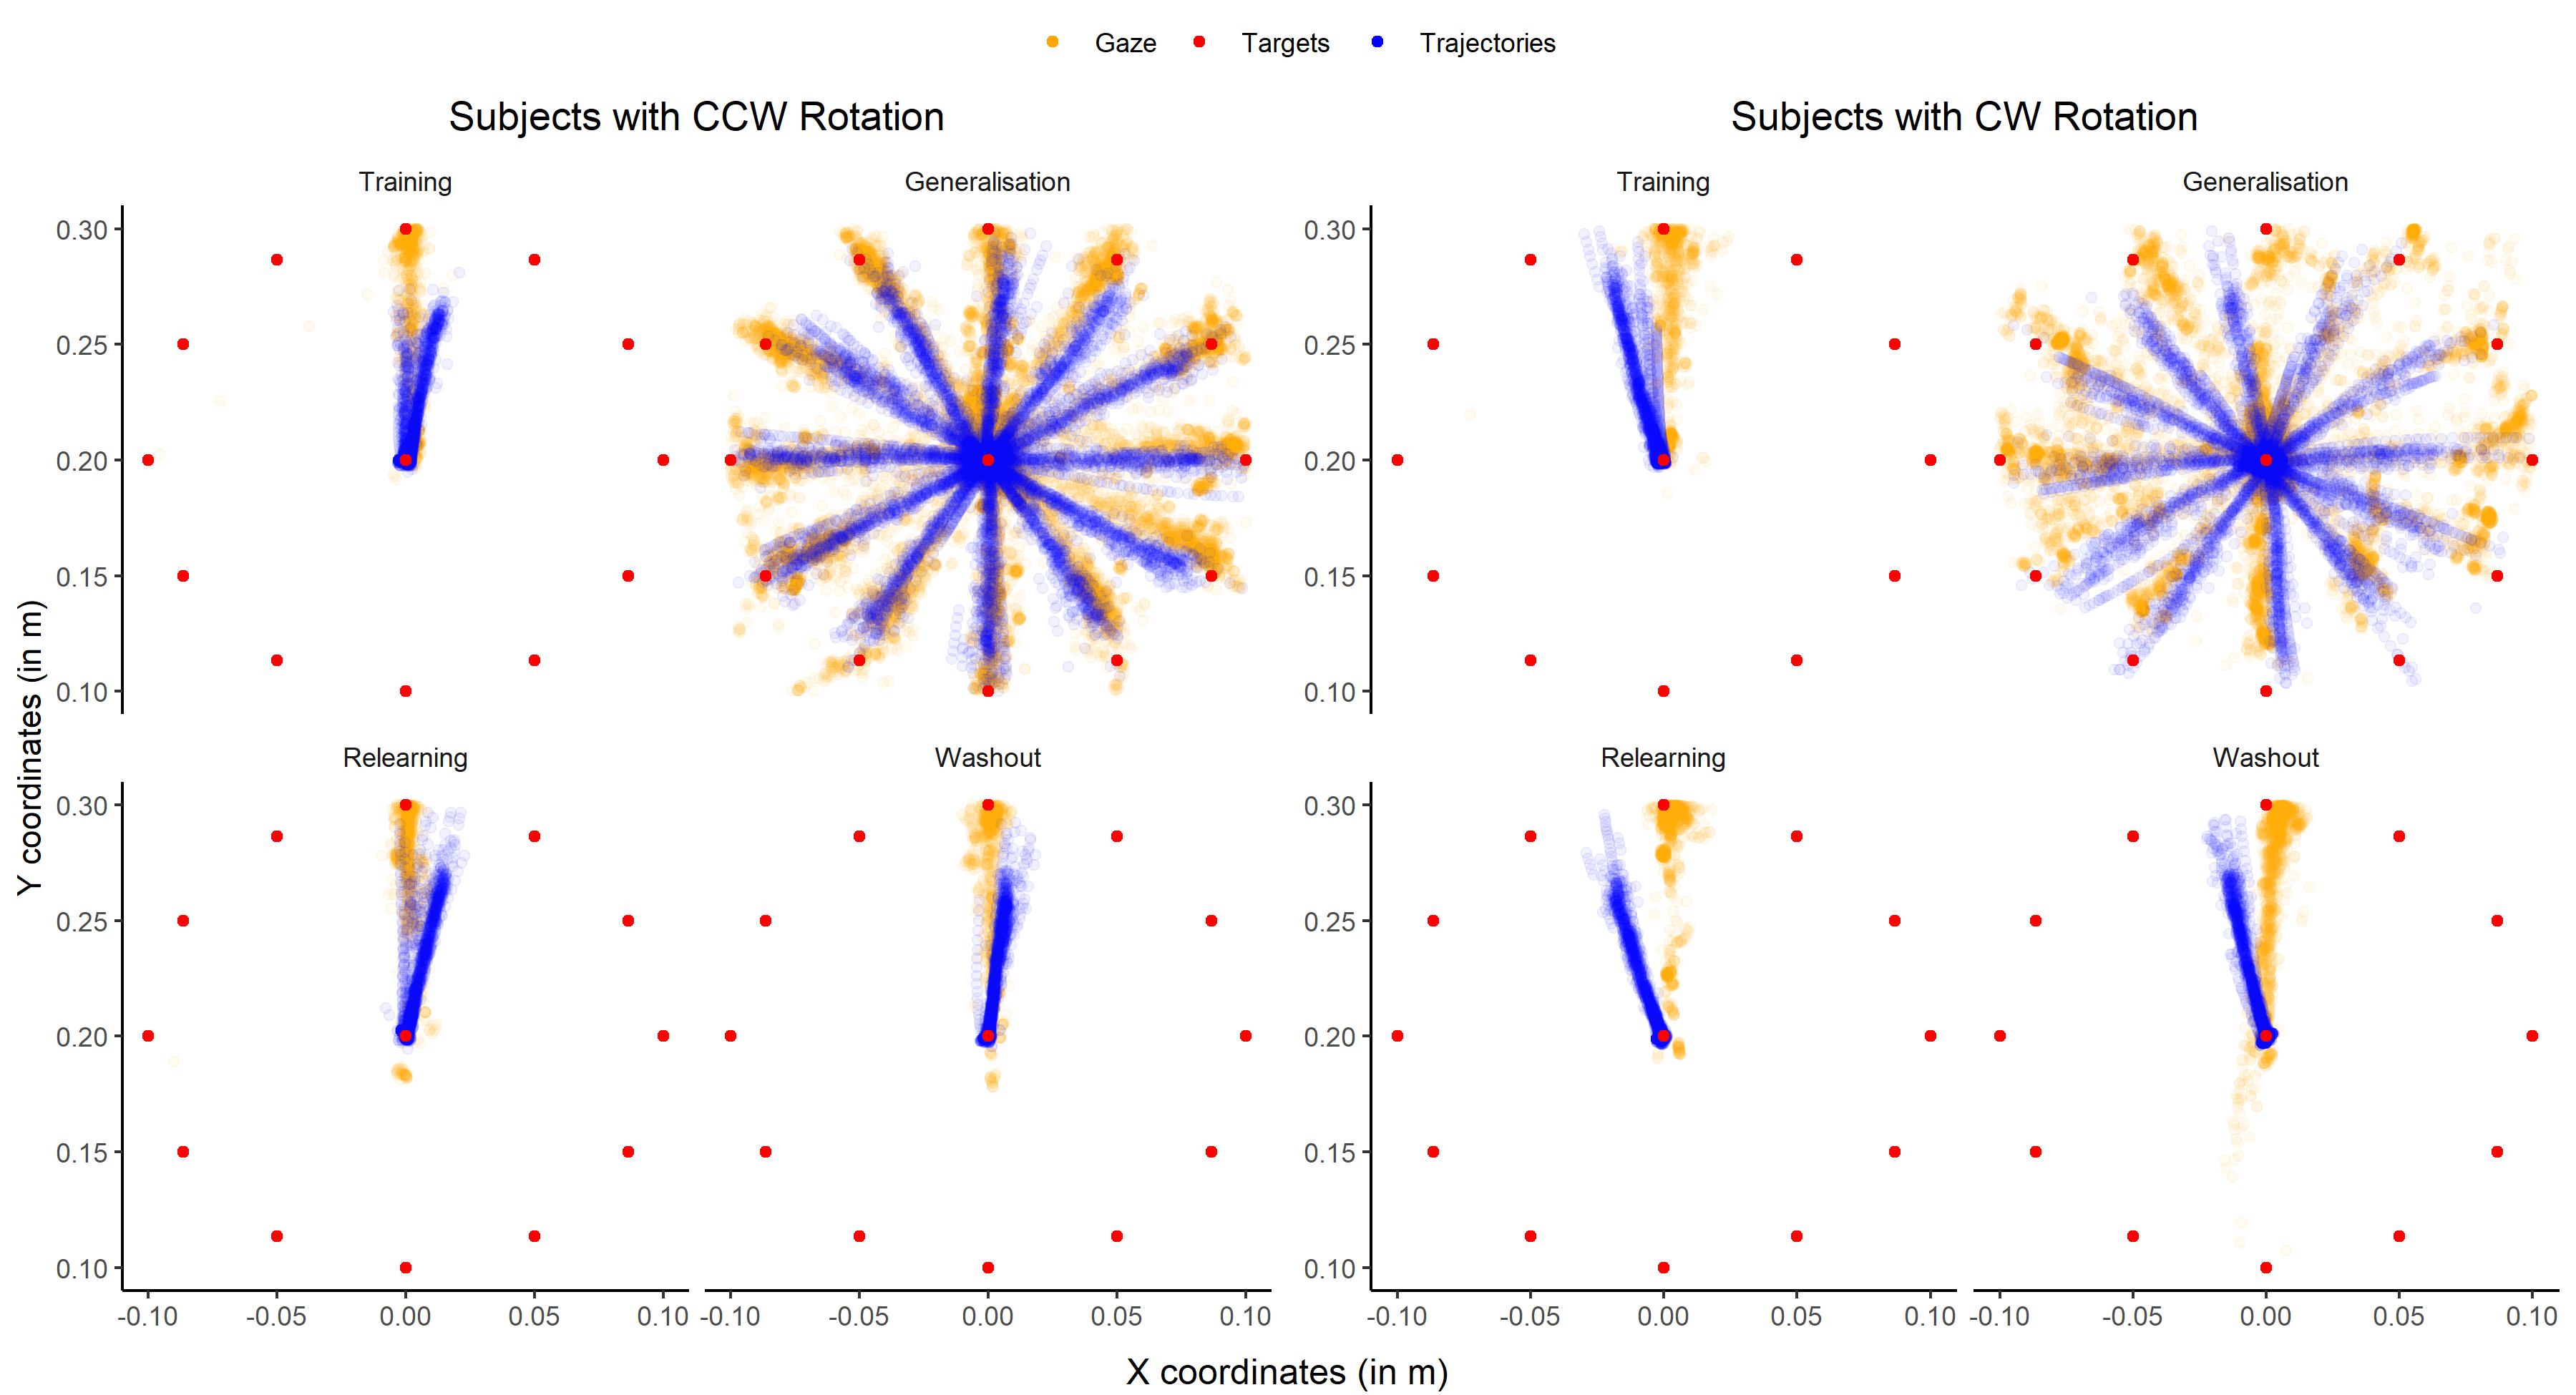 Gaze Targets Trajectories
Subjects with CCW Rotation
Subjects with CW Rotation
Training
Generalisation
Training
Generalisation
0.30
0.25
0.20
0.15
0.10
0.30
0.25
0.20
0.15
0.10
Relearning
Washout
Relearning
Washout
0.30
0.25
0.20
0.15
0.10
0.30
0.25
0.20
0.15
0.10
Y coordinates (in m)
-0.10 -0.05 0.00 0.05 0.10
-0.10 -0.05 0.00 0.05 0.10
-0.10 -0.05 0.00 0.05 0.10
-0.10 -0.05 0.00 0.05 0.10
X coordinates (in m)